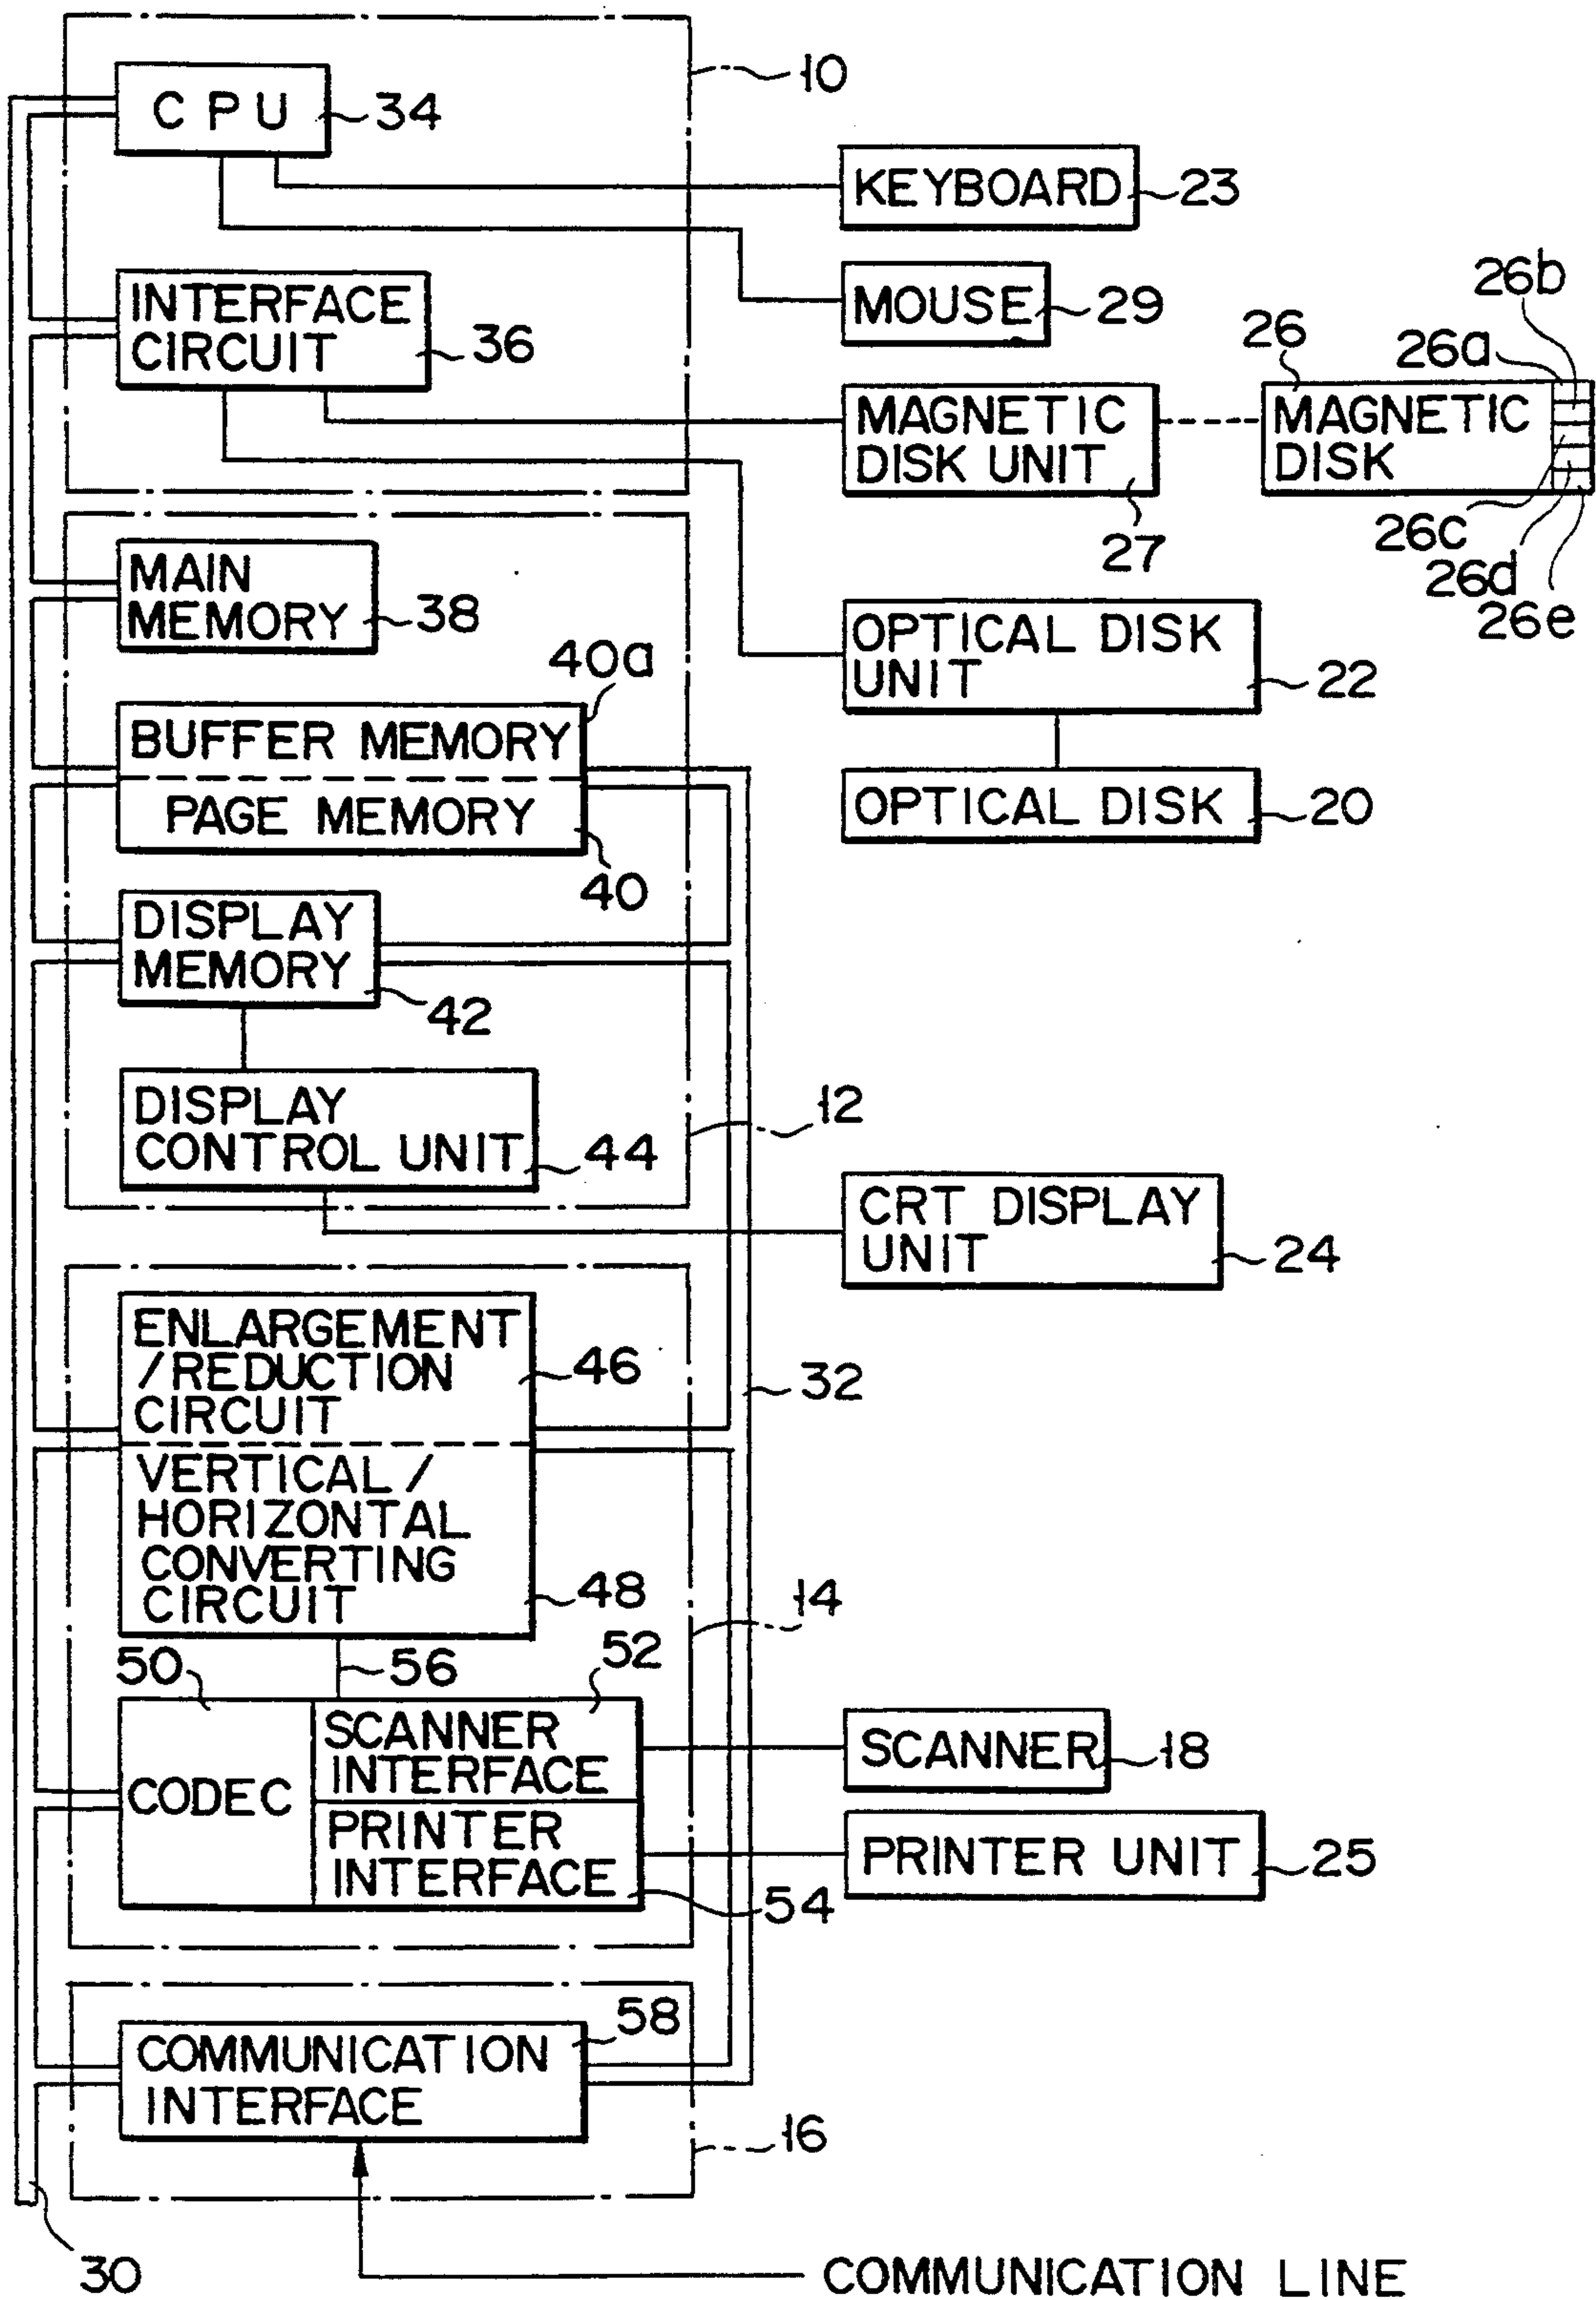 10
CPU
34
KEYBOARD
23
INTERFACE
CIRCUIT
36
MOUSE
29
26b
26
26a
MAGNETIC
DISK UNIT
27
MAGNETIC
DISK
26c
26d
26e
MAIN
MEMORY
38
40a
OPTICAL DISK
UNIT
22
BUFFER MEMORY
PAGE MEMORY
40
OPTICAL DISK
20
DISPLAY
MEMORY
42
DISPLAY
CONTROL UNIT
44
12
CRT DISPLAY
UNIT
24
ENLARGEMENT
/REDUCTION
CIRCUIT
46
32
VERTICAL/
HORIZONTAL
CONVERTING
CIRCUIT
48
14
50
56
52
CODEC
SCANNER
INTERFACE
SCANNER
18
PRINTER
INTERFACE
54
PRINTER UNIT
25
58
COMMUNICATION
INTERFACE
16
30
COMMUNICATION LINE